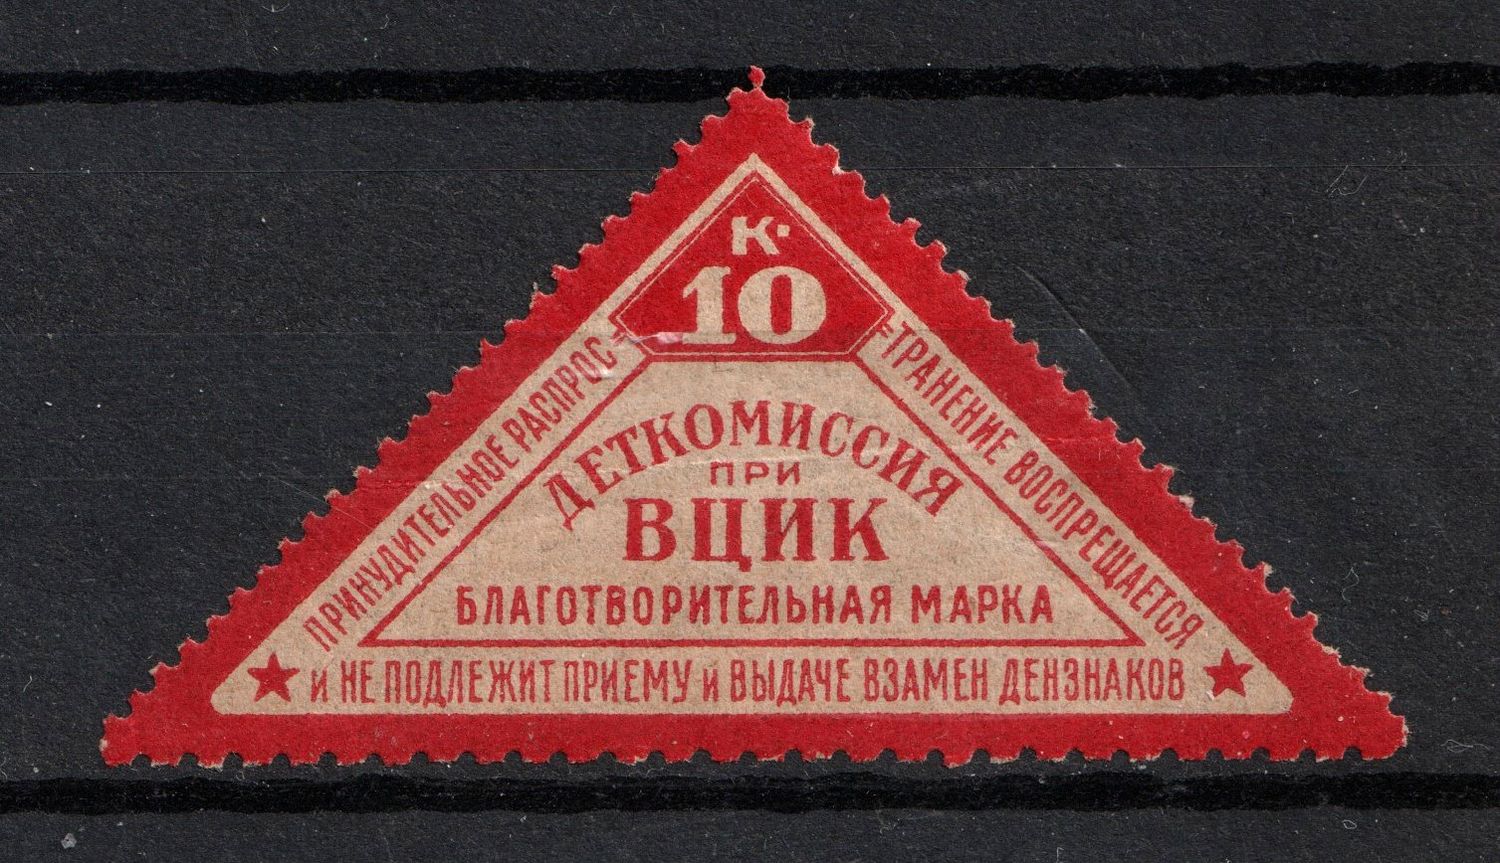 К.
10
ПРИНУДИТЕЛЬНОЕ РАСПРОС=
=ТРАНЕНИЕ ВОСПРЕЩАЕТСЯ
ДЕТКОМИССИЯ
ПРИ
ВЦИК
БЛАГОТВОРИТЕЛЬНАЯ МАРКА
И НЕ ПОДЛЕЖИТ ПРИЕМУ И ВЫДАЧЕ ВЗАМЕН ДЕНЗНАКОВ